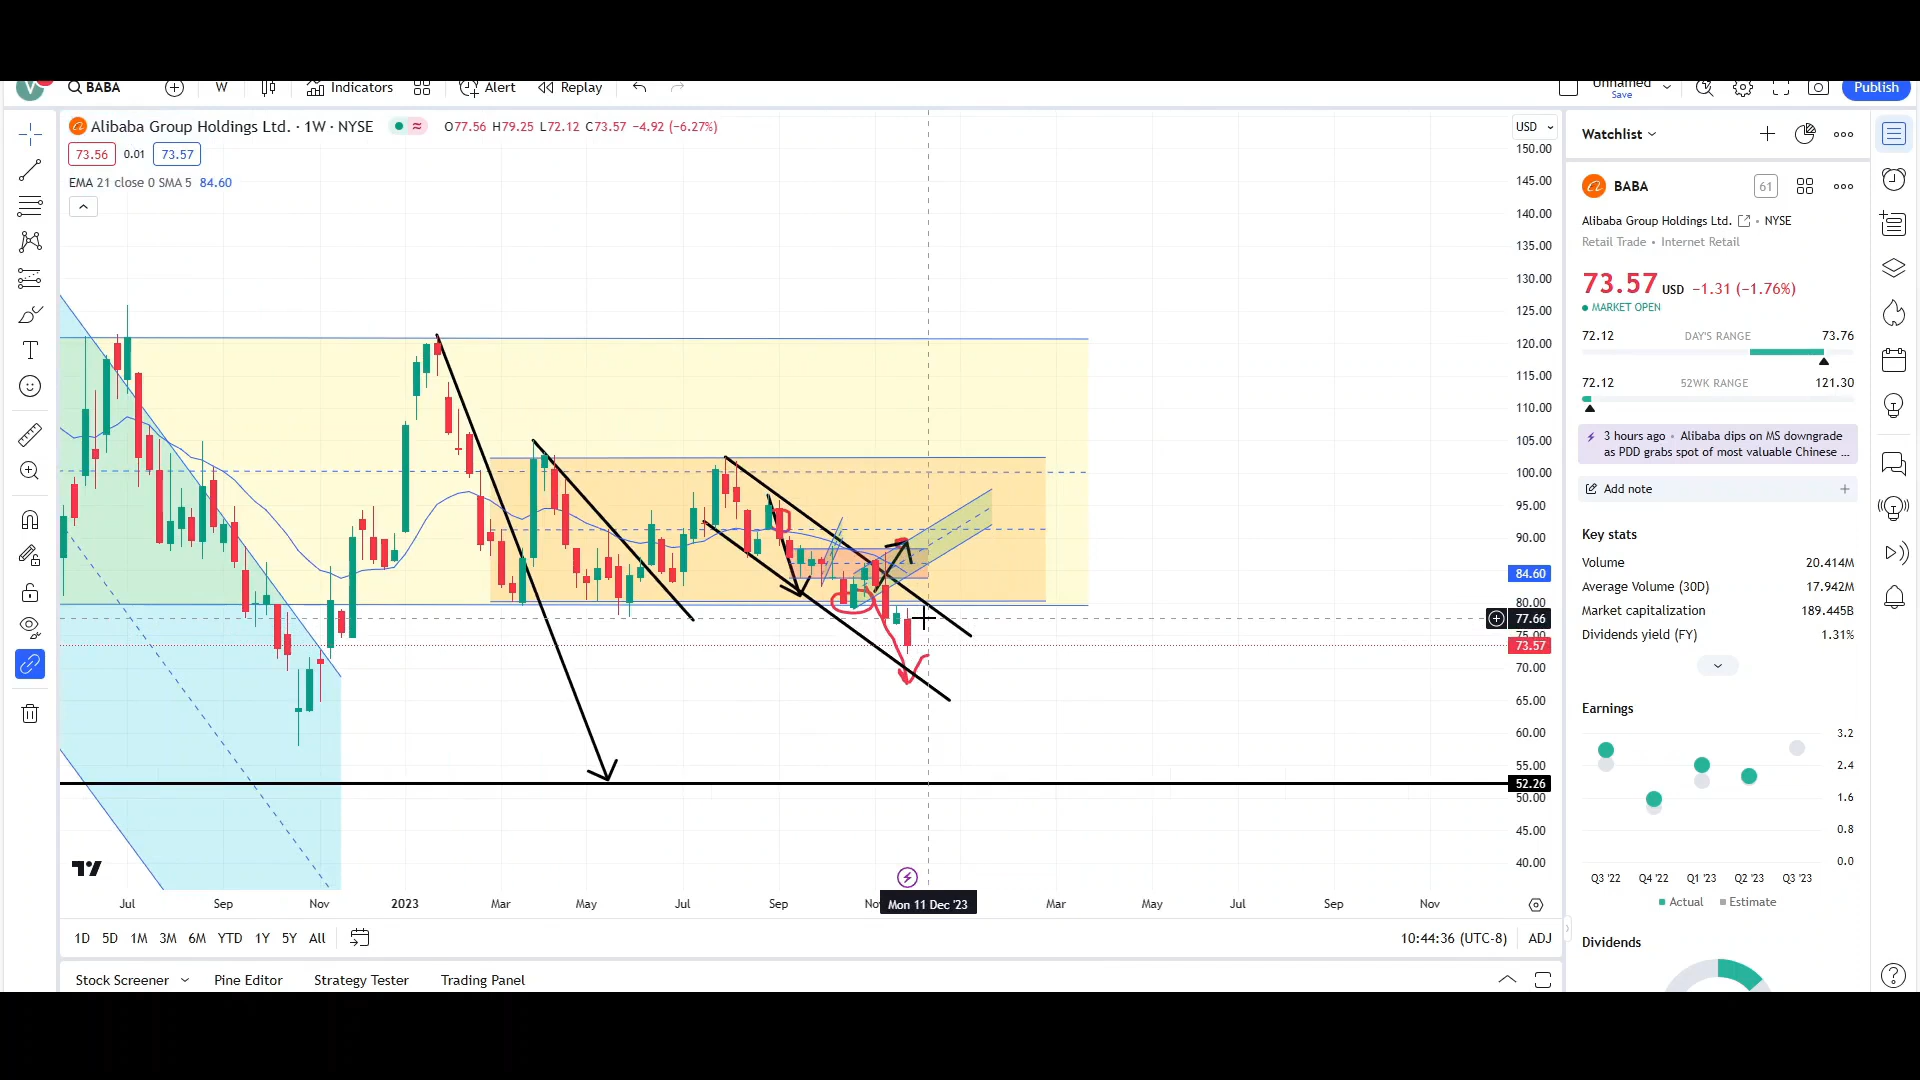 V
BABA
W
Indicators
Alert
Replay
Unnamed
Save
Publish
Alibaba Group Holdings Ltd. · 1W · NYSE
O77.56 H79.25 L72.12 C73.57 −4.92 (−6.27%)
73.56 0.01 73.57
EMA 21 close 0 SMA 5 84.60
USD
150.00
145.00
140.00
135.00
130.00
125.00
120.00
115.00
110.00
105.00
100.00
95.00
90.00
84.60
80.00
77.66
75.00
73.57
70.00
65.00
60.00
55.00
52.26
50.00
45.00
40.00
Jul Sep Nov 2023 Mar May Jul Sep Mon 11 Dec '23 Mar May Jul Sep Nov
1D 5D 1M 3M 6M YTD 1Y 5Y All
10:44:36 (UTC-8) ADJ
Stock Screener Pine Editor Strategy Tester Trading Panel
Watchlist
BABA
61
Alibaba Group Holdings Ltd. • NYSE
Retail Trade • Internet Retail
73.57 USD −1.31 (−1.76%)
MARKET OPEN
72.12 DAY'S RANGE 73.76
72.12 52WK RANGE 121.30
3 hours ago • Alibaba dips on MS downgrade
as PDD grabs spot of most valuable Chinese ...
Add note
Key stats
Volume 20.414M
Average Volume (30D) 17.942M
Market capitalization 189.445B
Dividends yield (FY) 1.31%
Earnings
3.2
2.4
1.6
0.8
0.0
Q3 '22 Q4 '22 Q1 '23 Q2 '23 Q3 '23
Actual Estimate
Dividends